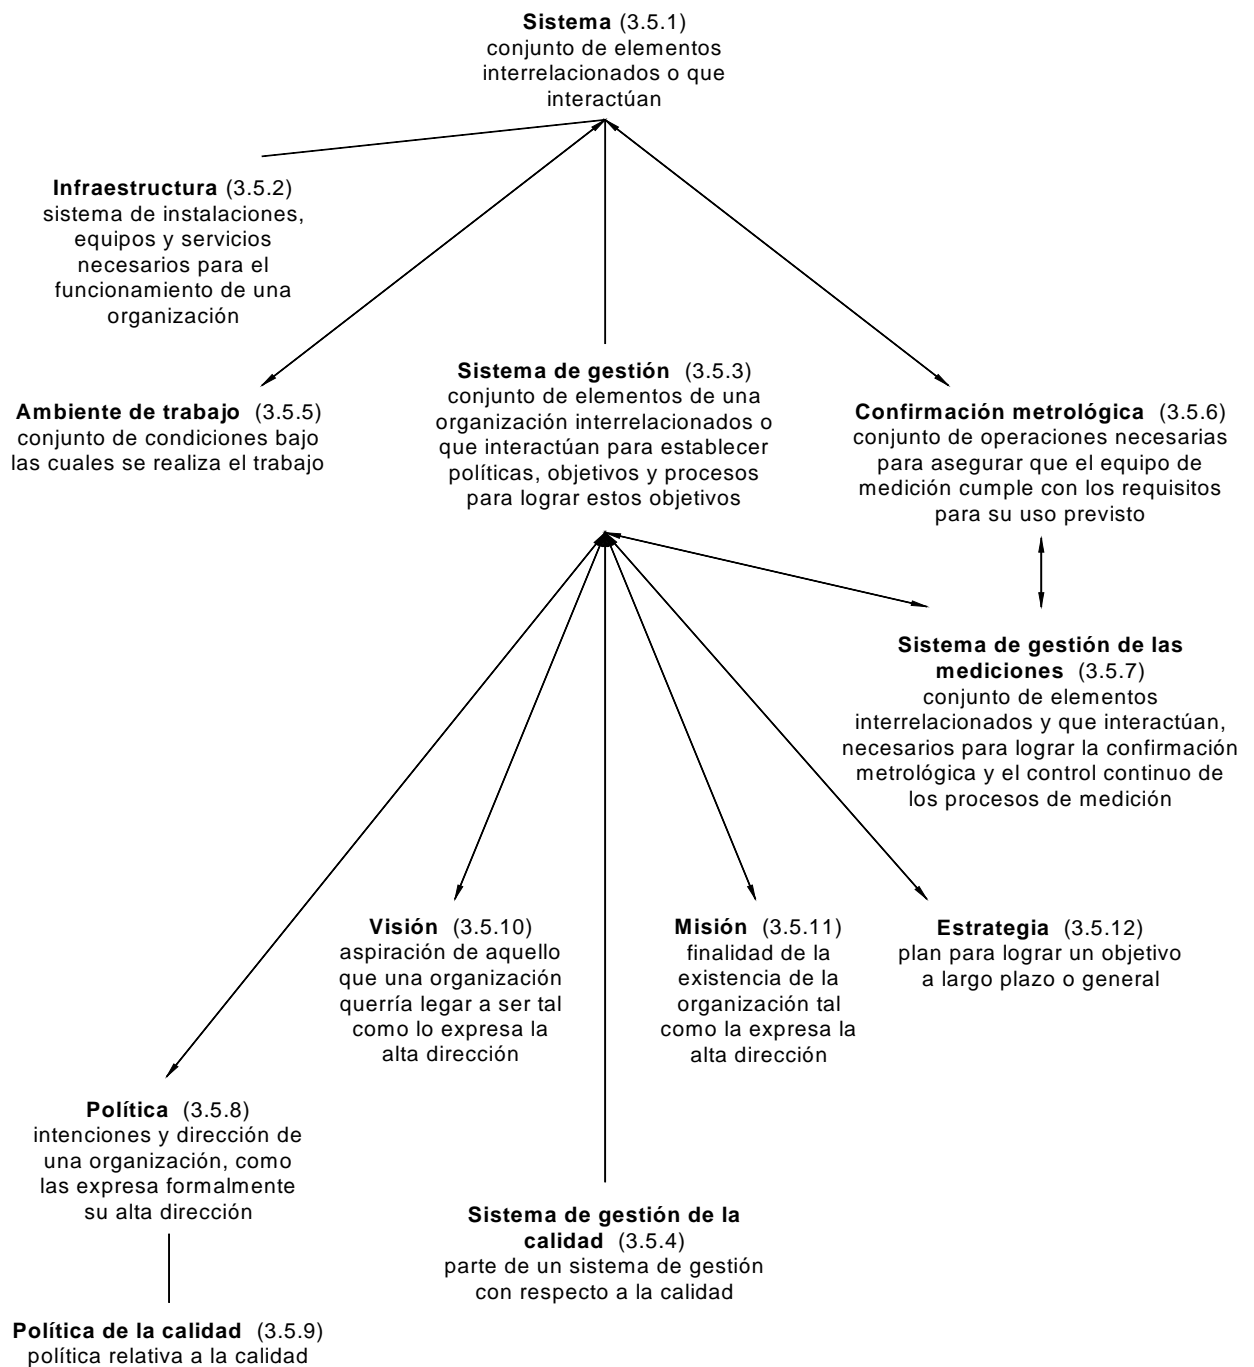 Sistema (3.5.1)
conjunto de elementos
interrelacionados o que
interactúan
Infraestructura (3.5.2)
sistema de instalaciones,
equipos y servicios
necesarios para el
funcionamiento de una
organización
Ambiente de trabajo (3.5.5)
conjunto de condiciones bajo
las cuales se realiza el trabajo
Sistema de gestión (3.5.3)
conjunto de elementos de una
organización interrelacionados o
que interactúan para establecer
políticas, objetivos y procesos
para lograr estos objetivos
Confirmación metrológica (3.5.6)
conjunto de operaciones necesarias
para asegurar que el equipo de
medición cumple con los requisitos
para su uso previsto
Sistema de gestión de las
mediciones (3.5.7)
conjunto de elementos
interrelacionados y que interactúan,
necesarios para lograr la confirmación
metrológica y el control continuo de
los procesos de medición
Visión (3.5.10)
aspiración de aquello
que una organización
querría legar a ser tal
como lo expresa la
alta dirección
Misión (3.5.11)
finalidad de la
existencia de la
organización tal
como la expresa la
alta dirección
Estrategia (3.5.12)
plan para lograr un objetivo
a largo plazo o general
Política (3.5.8)
intenciones y dirección de
una organización, como
las expresa formalmente
su alta dirección
Sistema de gestión de la
calidad (3.5.4)
parte de un sistema de gestión
con respecto a la calidad
Política de la calidad (3.5.9)
política relativa a la calidad